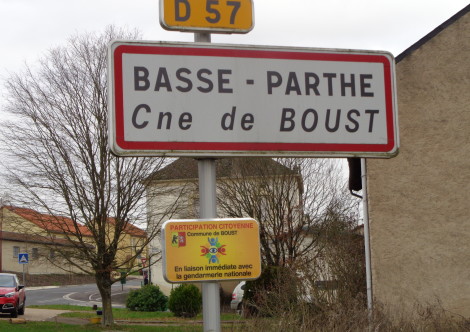 D 57
BASSE - PARTHE
Cne de BOUST
PARTICIPATION CITOYENNE
Commune de BOUST
En liaison immédiate avec
la gendarmerie nationale